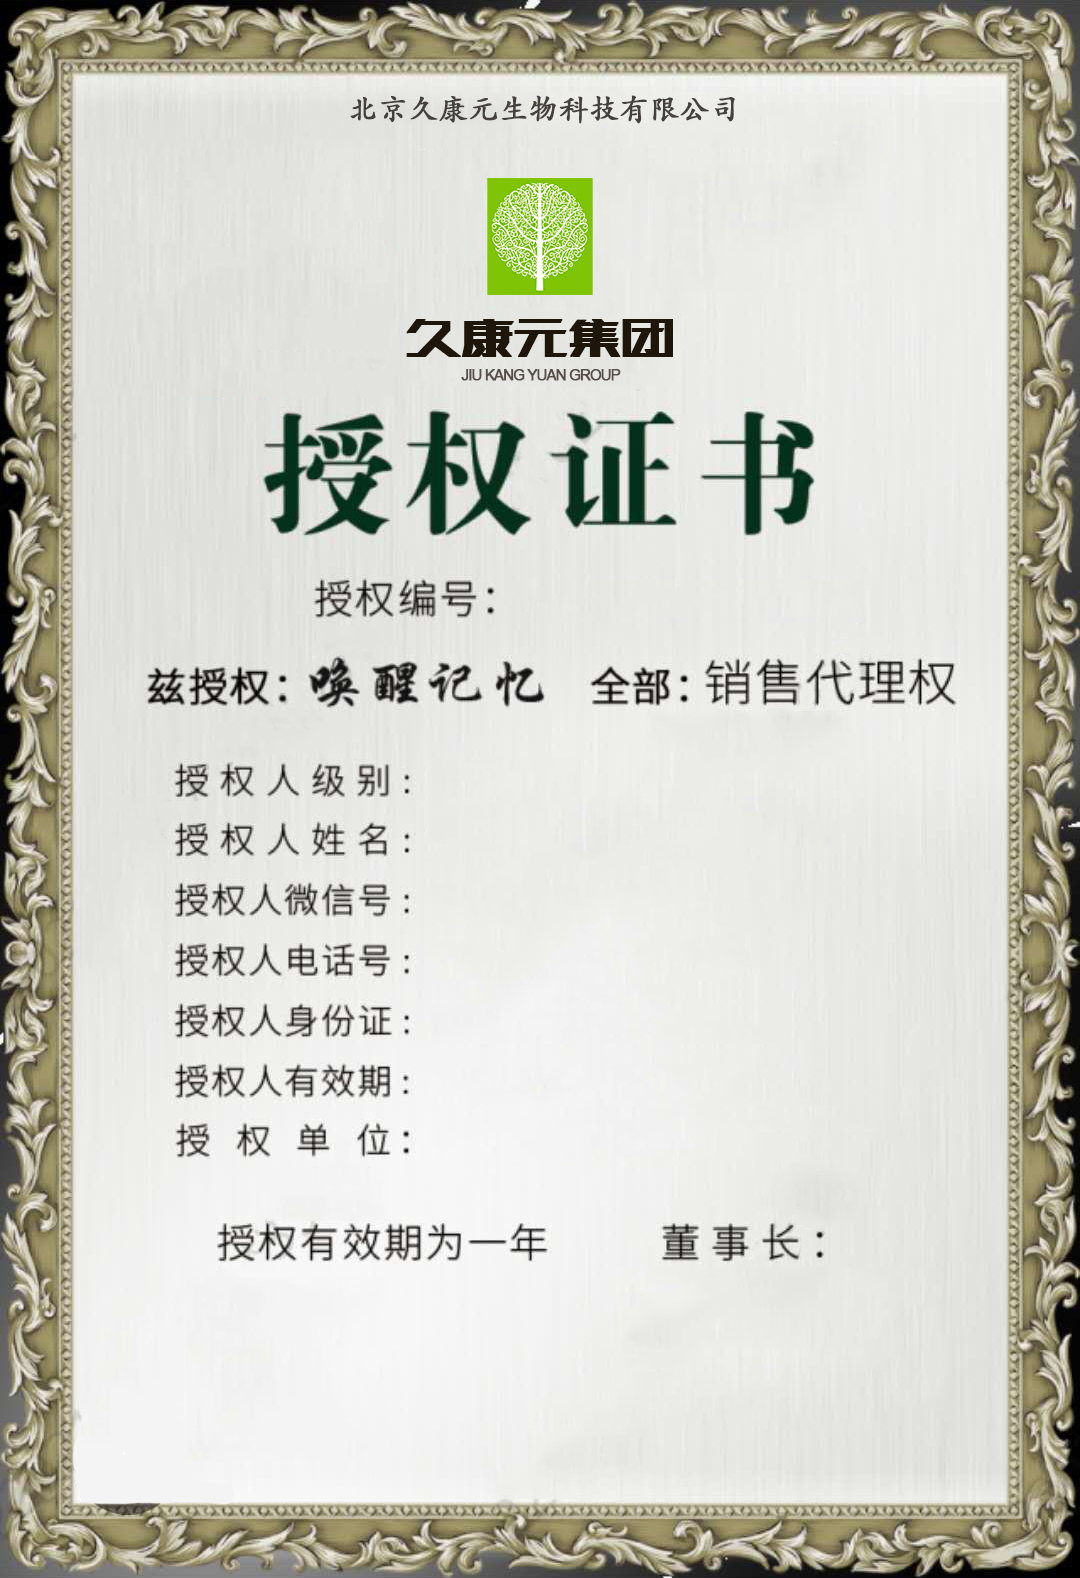 北京久康元生物科技有限公司
久康元集团
JIU KANG YUAN GROUP
授权证书
授权编号：
兹授权：唤醒记忆 全部：销售代理权
授权人级别：
授权人姓名：
授权人微信号：
授权人电话号：
授权人身份证：
授权人有效期：
授权单位：
授权有效期为一年 董事长：